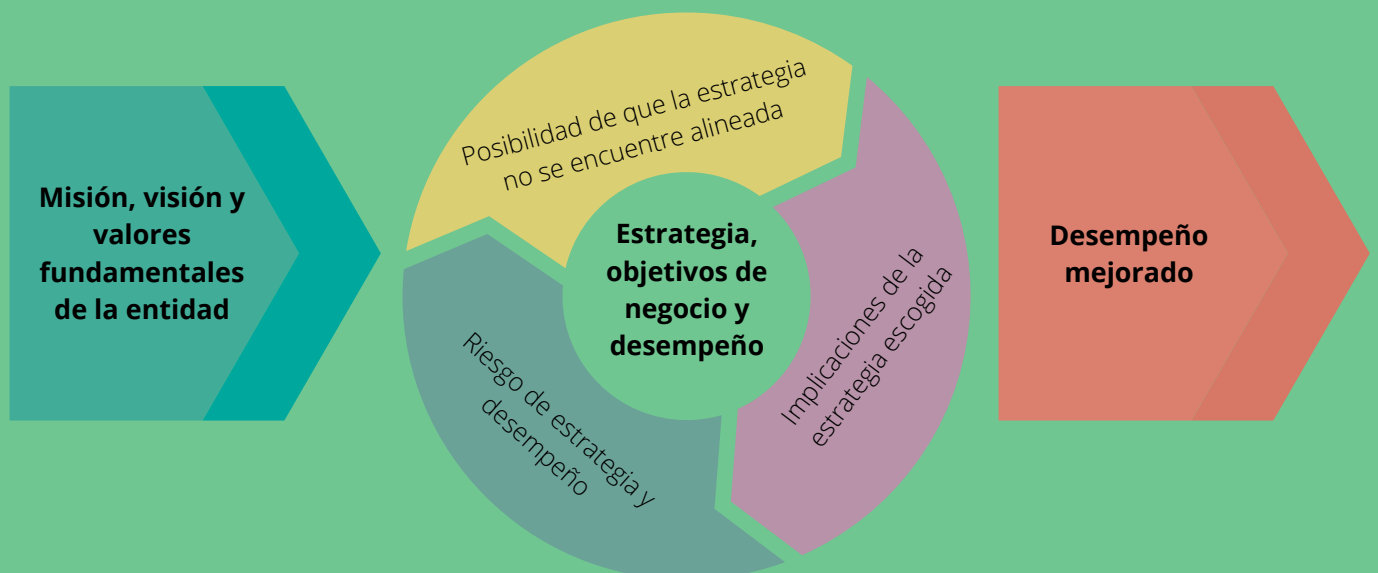 Misión, visión y
valores
fundamentales
de la entidad
Posibilidad de que la estrategia
no se encuentre alineada
Estrategia,
objetivos de
negocio y
desempeño
Implicaciones de la
estrategia escogida
Riesgo de estrategia y
desempeño
Desempeño
mejorado